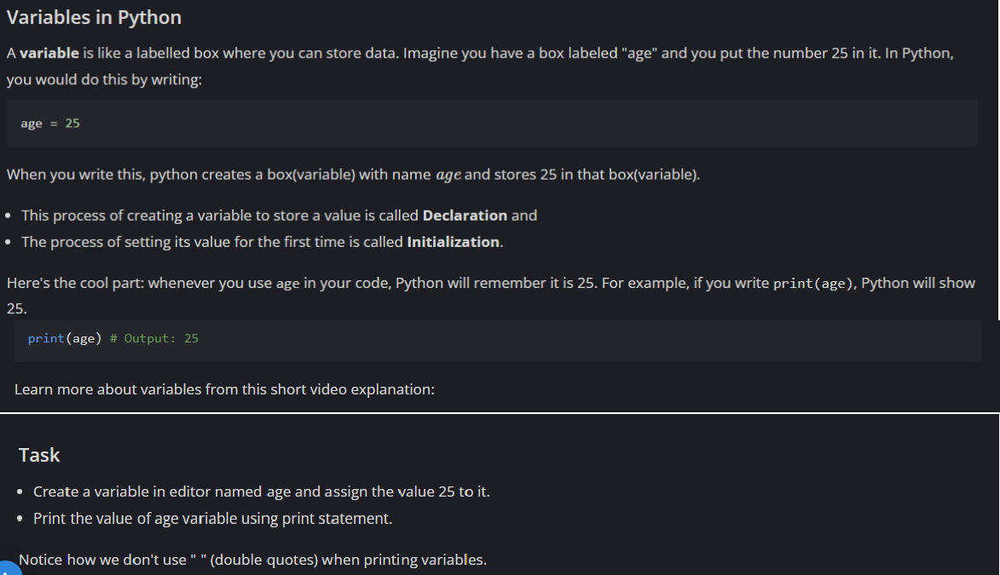 Variables in Python
A variable is like a labelled box where you can store data. Imagine you have a box labeled "age" and you put the number 25 in it. In Python,
you would do this by writing:
age = 25
When you write this, python creates a box(variable) with name age and stores 25 in that box(variable).
• This process of creating a variable to store a value is called Declaration and
• The process of setting its value for the first time is called Initialization.
Here's the cool part: whenever you use age in your code, Python will remember it is 25. For example, if you write print(age), Python will show
25.
print(age) # Output: 25
Learn more about variables from this short video explanation:
Task
• Create a variable in editor named age and assign the value 25 to it.
• Print the value of age variable using print statement.
Notice how we don't use " " (double quotes) when printing variables.